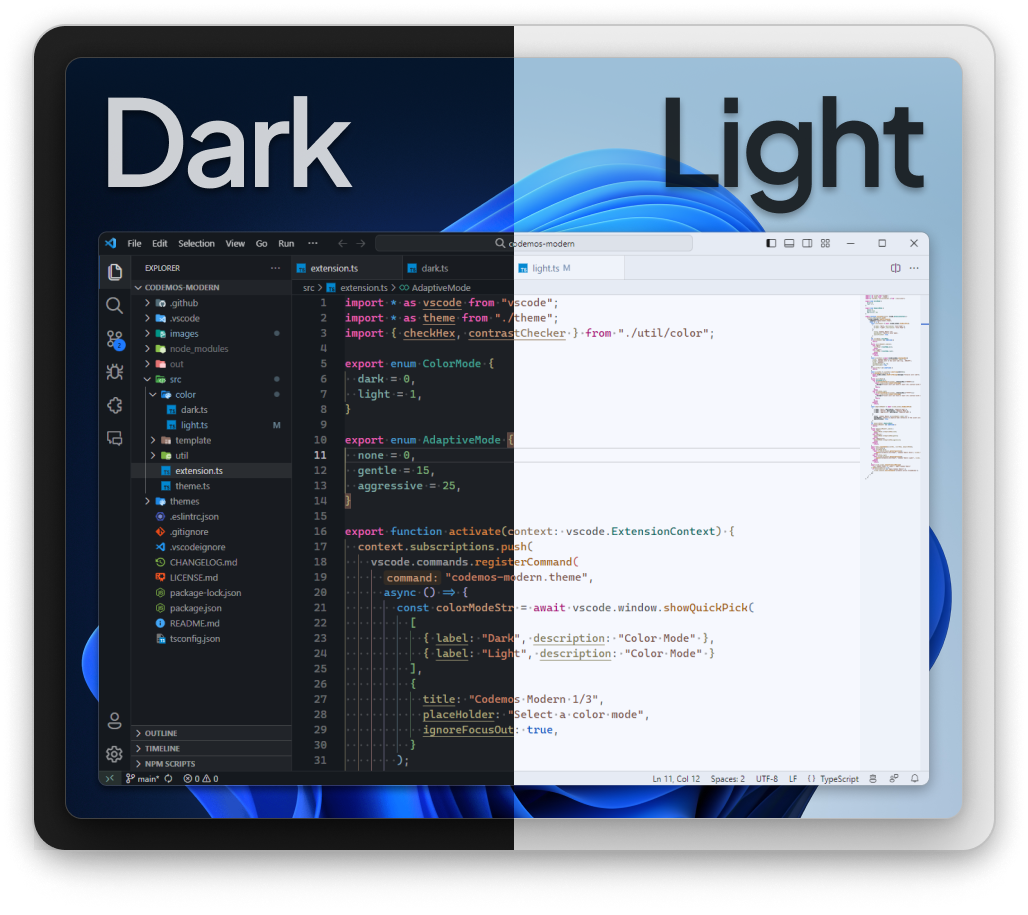 Dark Light
File Edit Selection View Go Run ··· codemos-modern
EXPLORER ···
CODEMOS-MODERN
.github
.vscode
images
node_modules
out
src
color
dark.ts
light.ts M
template
util
extension.ts
theme.ts
themes
.eslintrc.json
.gitignore
.vscodeignore
CHANGELOG.md
LICENSE.md
package-lock.json
package.json
README.md
tsconfig.json
OUTLINE
TIMELINE
NPM SCRIPTS
extension.ts dark.ts light.ts M
src > extension.ts > AdaptiveMode
1 import * as vscode from "vscode";
2 import * as theme from "./theme";
3 import { checkHex, contrastChecker } from "./util/color";
4
5 export enum ColorMode {
6 dark = 0,
7 light = 1,
8 }
9
10 export enum AdaptiveMode {
11 none = 0,
12 gentle = 15,
13 aggressive = 25,
14 }
15
16 export function activate(context: vscode.ExtensionContext) {
17 context.subscriptions.push(
18 vscode.commands.registerCommand(
19 command: "codemos-modern.theme",
20 async () => {
21 const colorModeStr = await vscode.window.showQuickPick(
22 [
23 { label: "Dark", description: "Color Mode" },
24 { label: "Light", description: "Color Mode" }
25 ],
26 {
27 title: "Codemos Modern 1/3",
28 placeHolder: "Select a color mode",
29 ignoreFocusOut: true,
30 }
31 );
2
main* 0 0 Ln 11, Col 12 Spaces: 2 UTF-8 LF {} TypeScript